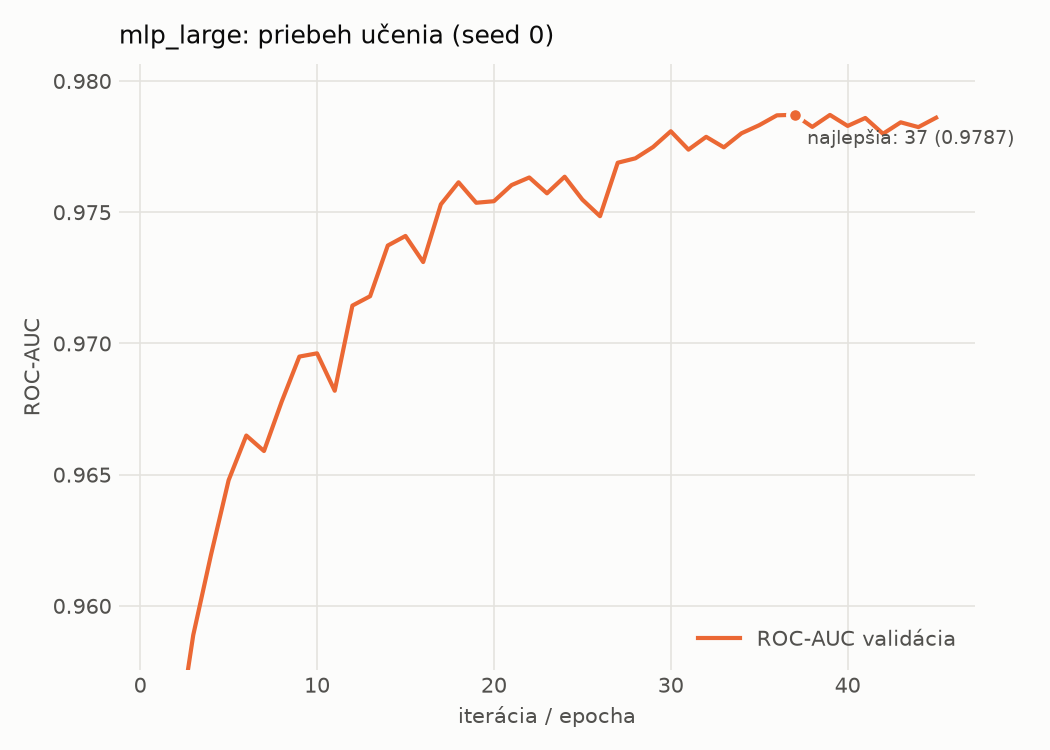 mlp_large: priebeh učenia (seed 0)
0.980
najlepšia: 37 (0.9787)
0.975
0.970
ROC-AUC
0.965
0.960
ROC-AUC validácia
0 10 20 30 40
iterácia / epocha